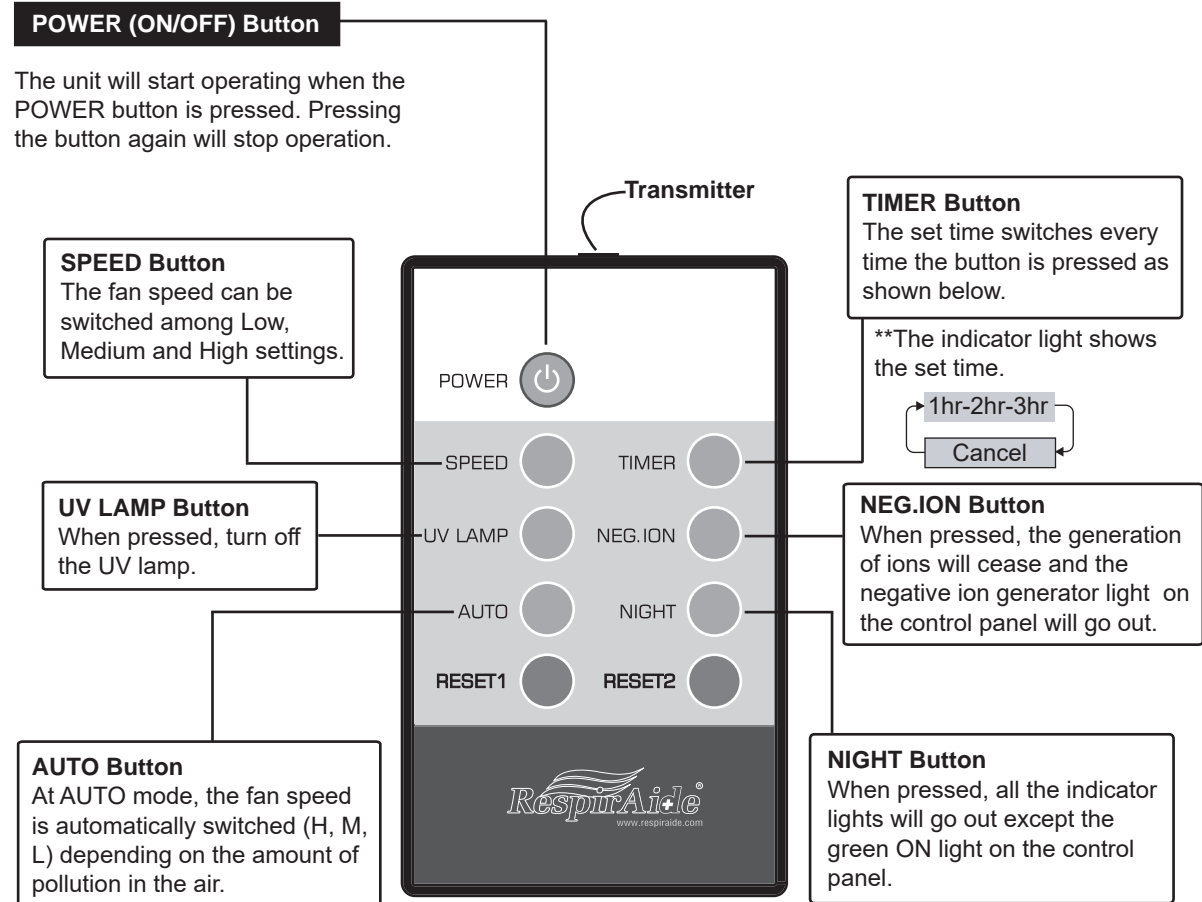 POWER (ON/OFF) Button
The unit will start operating when the
POWER button is pressed. Pressing
the button again will stop operation.
Transmitter
SPEED Button
The fan speed can be
switched among Low,
Medium and High settings.
TIMER Button
The set time switches every
time the button is pressed as
shown below.
**The indicator light shows
the set time.
1hr-2hr-3hr
Cancel
UV LAMP Button
When pressed, turn off
the UV lamp.
NEG.ION Button
When pressed, the generation
of ions will cease and the
negative ion generator light on
the control panel will go out.
POWER
SPEED
TIMER
UV LAMP
NEG.ION
AUTO
NIGHT
RESET1
RESET2
RespirAide®
www.respiraide.com
AUTO Button
At AUTO mode, the fan speed
is automatically switched (H, M,
L) depending on the amount of
pollution in the air.
NIGHT Button
When pressed, all the indicator
lights will go out except the
green ON light on the control
panel.